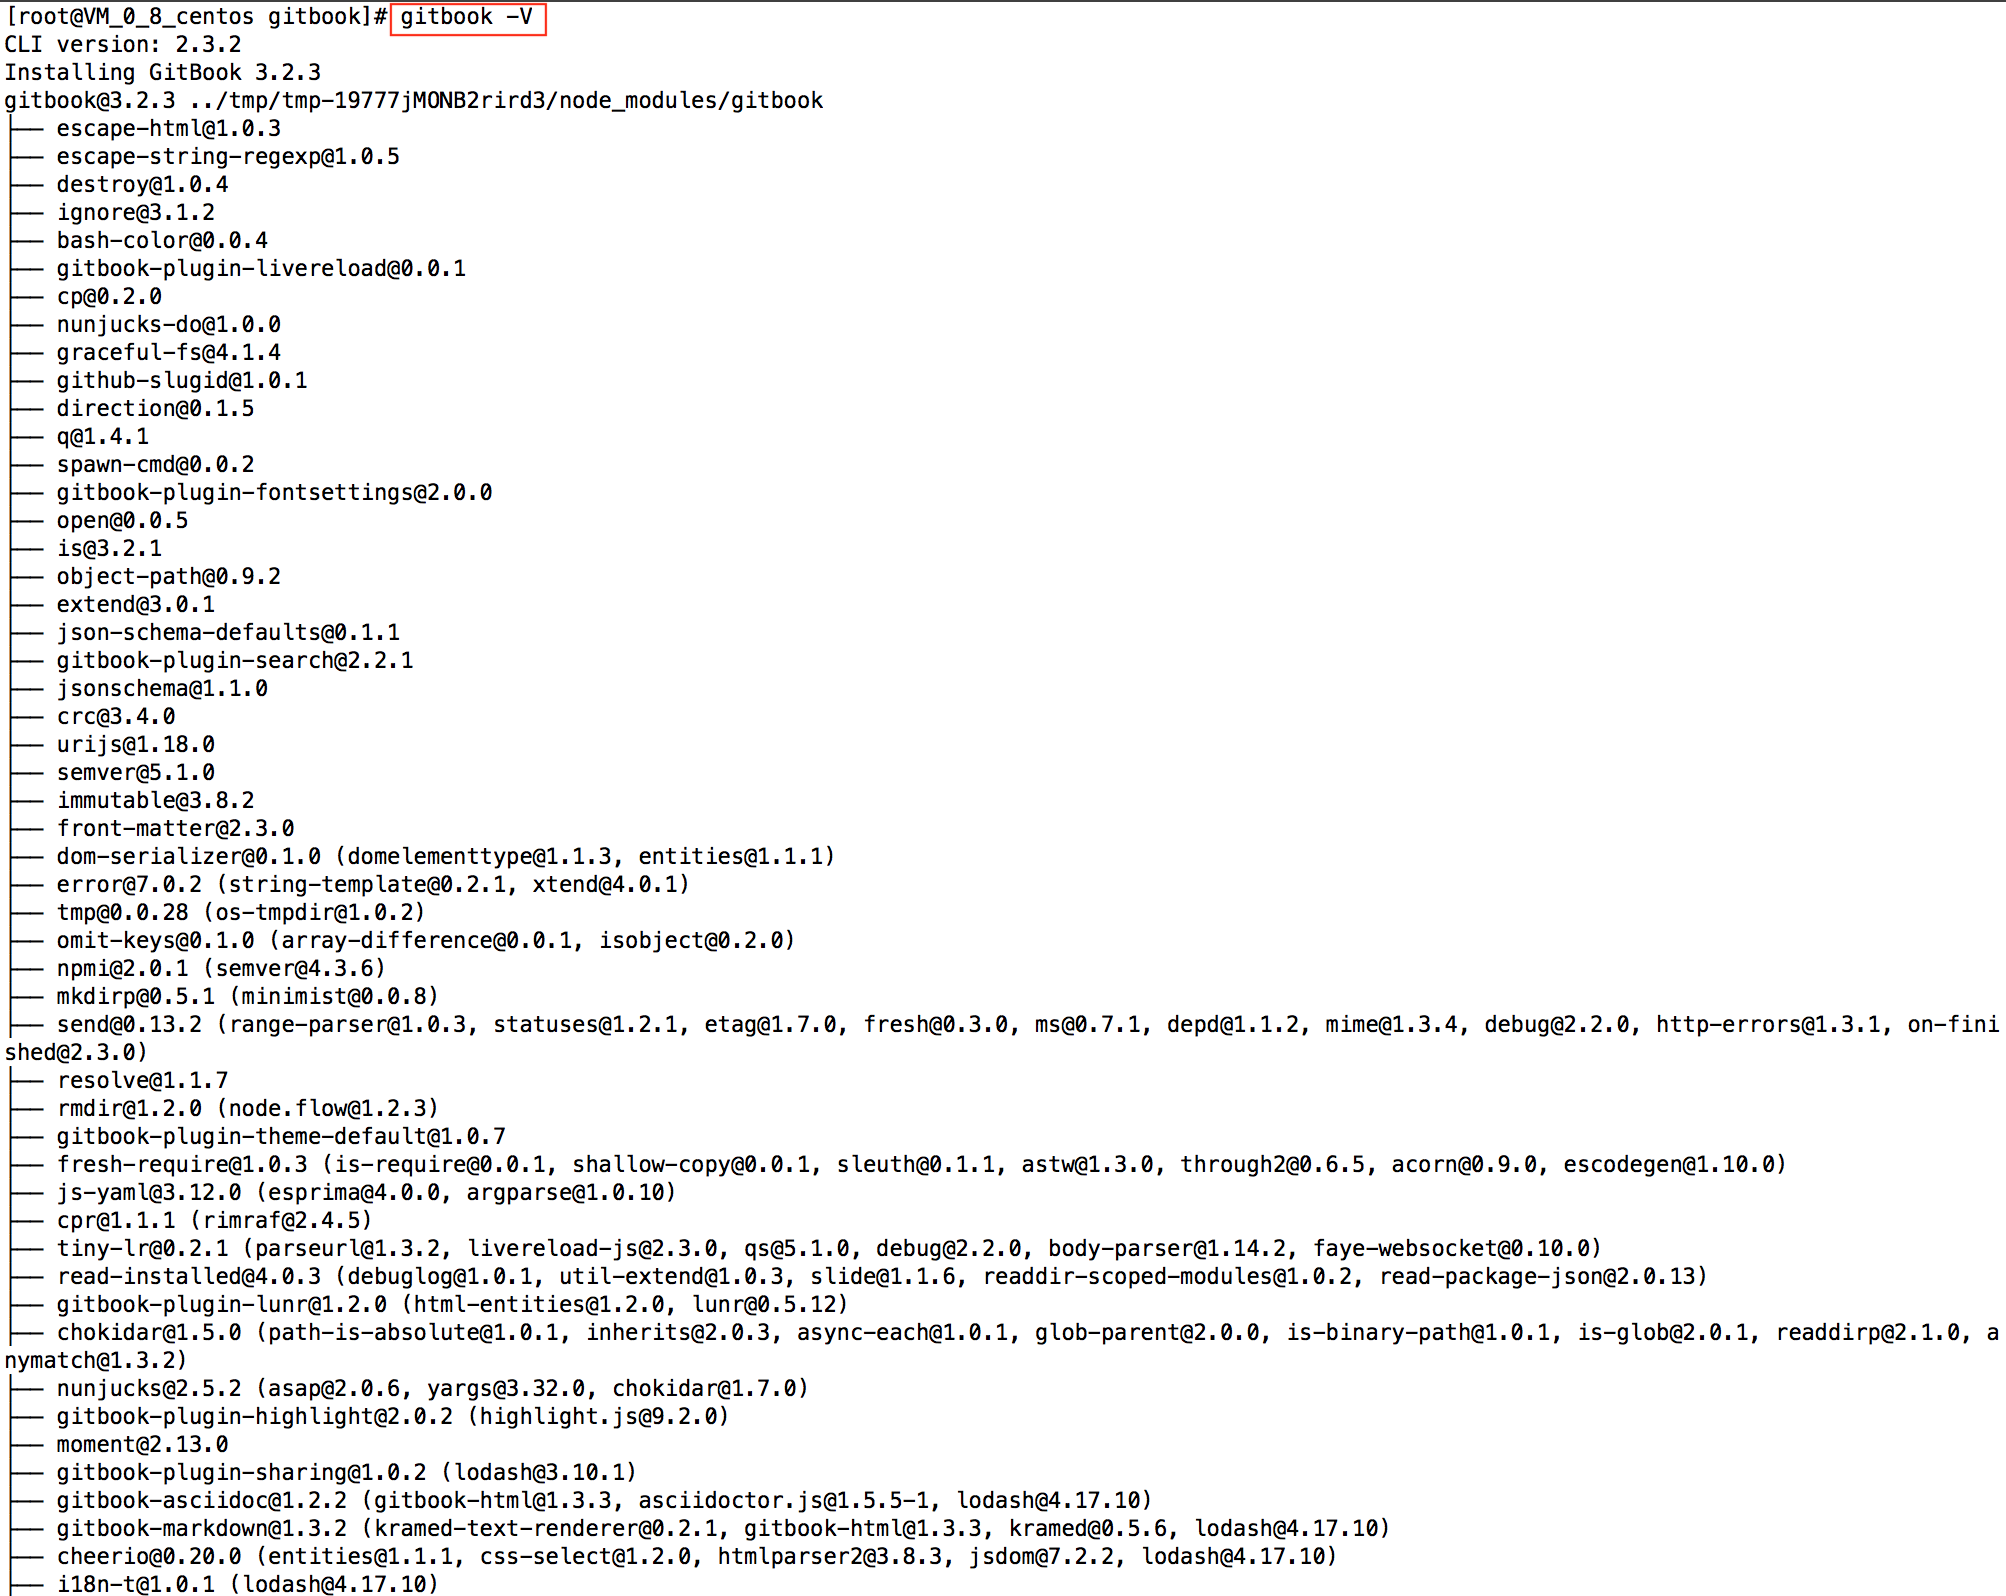 [root@VM_0_8_centos gitbook]# gitbook -V
CLI version: 2.3.2
Installing GitBook 3.2.3
gitbook@3.2.3 ../tmp/tmp-19777jMONB2rird3/node_modules/gitbook
├── escape-html@1.0.3
├── escape-string-regexp@1.0.5
├── destroy@1.0.4
├── ignore@3.1.2
├── bash-color@0.0.4
├── gitbook-plugin-livereload@0.0.1
├── cp@0.2.0
├── nunjucks-do@1.0.0
├── graceful-fs@4.1.4
├── github-slugid@1.0.1
├── direction@0.1.5
├── q@1.4.1
├── spawn-cmd@0.0.2
├── gitbook-plugin-fontsettings@2.0.0
├── open@0.0.5
├── is@3.2.1
├── object-path@0.9.2
├── extend@3.0.1
├── json-schema-defaults@0.1.1
├── gitbook-plugin-search@2.2.1
├── jsonschema@1.1.0
├── crc@3.4.0
├── urijs@1.18.0
├── semver@5.1.0
├── immutable@3.8.2
├── front-matter@2.3.0
├── dom-serializer@0.1.0 (domelementtype@1.1.3, entities@1.1.1)
├── error@7.0.2 (string-template@0.2.1, xtend@4.0.1)
├── tmp@0.0.28 (os-tmpdir@1.0.2)
├── omit-keys@0.1.0 (array-difference@0.0.1, isobject@0.2.0)
├── npmi@2.0.1 (semver@4.3.6)
├── mkdirp@0.5.1 (minimist@0.0.8)
├── send@0.13.2 (range-parser@1.0.3, statuses@1.2.1, etag@1.7.0, fresh@0.3.0, ms@0.7.1, depd@1.1.2, mime@1.3.4, debug@2.2.0, http-errors@1.3.1, on-fini
shed@2.3.0)
├── resolve@1.1.7
├── rmdir@1.2.0 (node.flow@1.2.3)
├── gitbook-plugin-theme-default@1.0.7
├── fresh-require@1.0.3 (is-require@0.0.1, shallow-copy@0.0.1, sleuth@0.1.1, astw@1.3.0, through2@0.6.5, acorn@0.9.0, escodegen@1.10.0)
├── js-yaml@3.12.0 (esprima@4.0.0, argparse@1.0.10)
├── cpr@1.1.1 (rimraf@2.4.5)
├── tiny-lr@0.2.1 (parseurl@1.3.2, livereload-js@2.3.0, qs@5.1.0, debug@2.2.0, body-parser@1.14.2, faye-websocket@0.10.0)
├── read-installed@4.0.3 (debuglog@1.0.1, util-extend@1.0.3, slide@1.1.6, readdir-scoped-modules@1.0.2, read-package-json@2.0.13)
├── gitbook-plugin-lunr@1.2.0 (html-entities@1.2.0, lunr@0.5.12)
├── chokidar@1.5.0 (path-is-absolute@1.0.1, inherits@2.0.3, async-each@1.0.1, glob-parent@2.0.0, is-binary-path@1.0.1, is-glob@2.0.1, readdirp@2.1.0, a
nymatch@1.3.2)
├── nunjucks@2.5.2 (asap@2.0.6, yargs@3.32.0, chokidar@1.7.0)
├── gitbook-plugin-highlight@2.0.2 (highlight.js@9.2.0)
├── moment@2.13.0
├── gitbook-plugin-sharing@1.0.2 (lodash@3.10.1)
├── gitbook-asciidoc@1.2.2 (gitbook-html@1.3.3, asciidoctor.js@1.5.5-1, lodash@4.17.10)
├── gitbook-markdown@1.3.2 (kramed-text-renderer@0.2.1, gitbook-html@1.3.3, kramed@0.5.6, lodash@4.17.10)
├── cheerio@0.20.0 (entities@1.1.1, css-select@1.2.0, htmlparser2@3.8.3, jsdom@7.2.2, lodash@4.17.10)
├── i18n-t@1.0.1 (lodash@4.17.10)